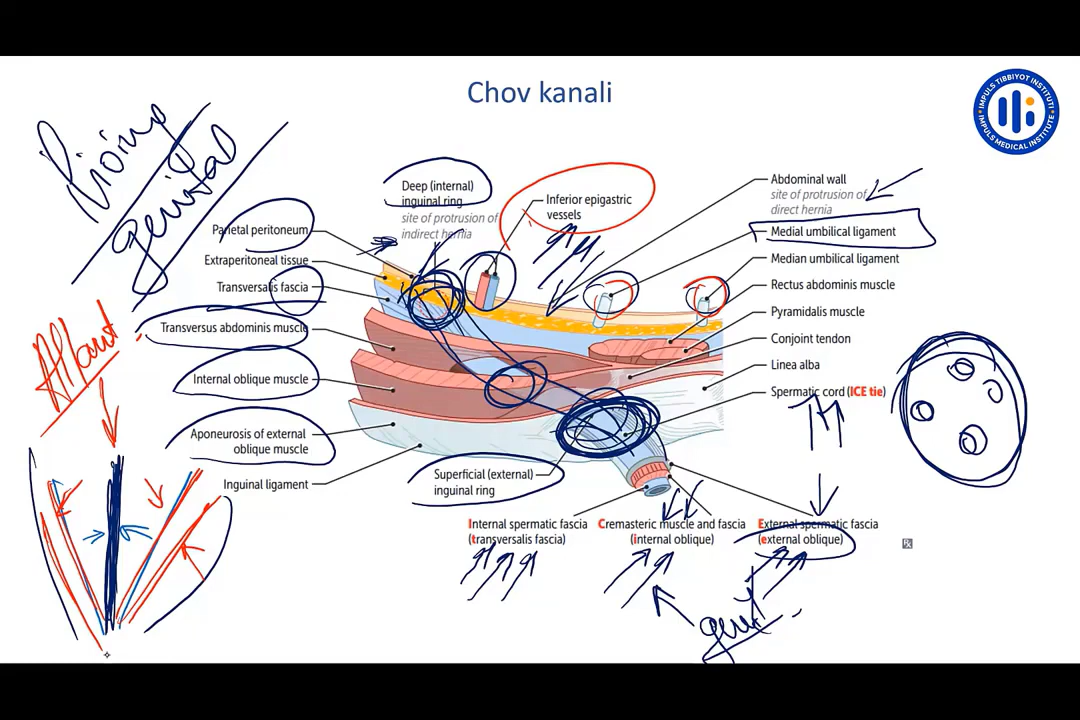 Chov kanali
IMPULS TIBBIYOT INSTITUTI
IMPULS MEDICAL INSTITUTE
genital
Deep (internal)
inguinal ring
site of protrusion of
indirect hernia
Inferior epigastric
vessels
Abdominal wall
site of protrusion of
direct hernia
Parietal peritoneum
Medial umbilical ligament
Extraperitoneal tissue
Median umbilical ligament
Transversalis fascia
Rectus abdominis muscle
Pyramidalis muscle
Transversus abdominis muscle
Conjoint tendon
Linea alba
Internal oblique muscle
Spermatic cord (ICE tie)
Aponeurosis of external
oblique muscle
Inguinal ligament
Superficial (external)
inguinal ring
Internal spermatic fascia
(transversalis fascia)
Cremasteric muscle and fascia
(internal oblique)
External spermatic fascia
(external oblique)